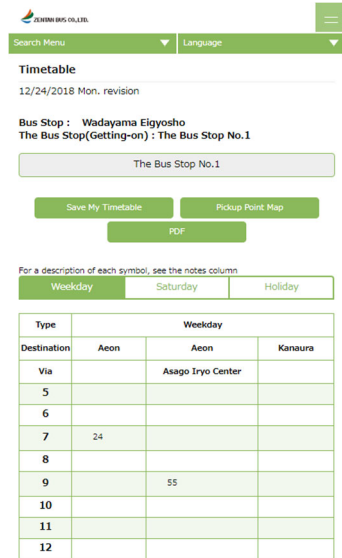 ZENTAN BUS CO.,LTD.
Search Menu ▼ Language ▼
Timetable
12/24/2018 Mon. revision
Bus Stop : Wadayama Eigyosho
The Bus Stop(Getting-on) : The Bus Stop No.1
The Bus Stop No.1
Save My Timetable Pickup Point Map
PDF
For a description of each symbol, see the notes column
Weekday Saturday Holiday
Type Weekday
Destination Aeon Aeon Kanaura
Via Asago Iryo Center
5
6
7 24
8
9 55
10
11
12